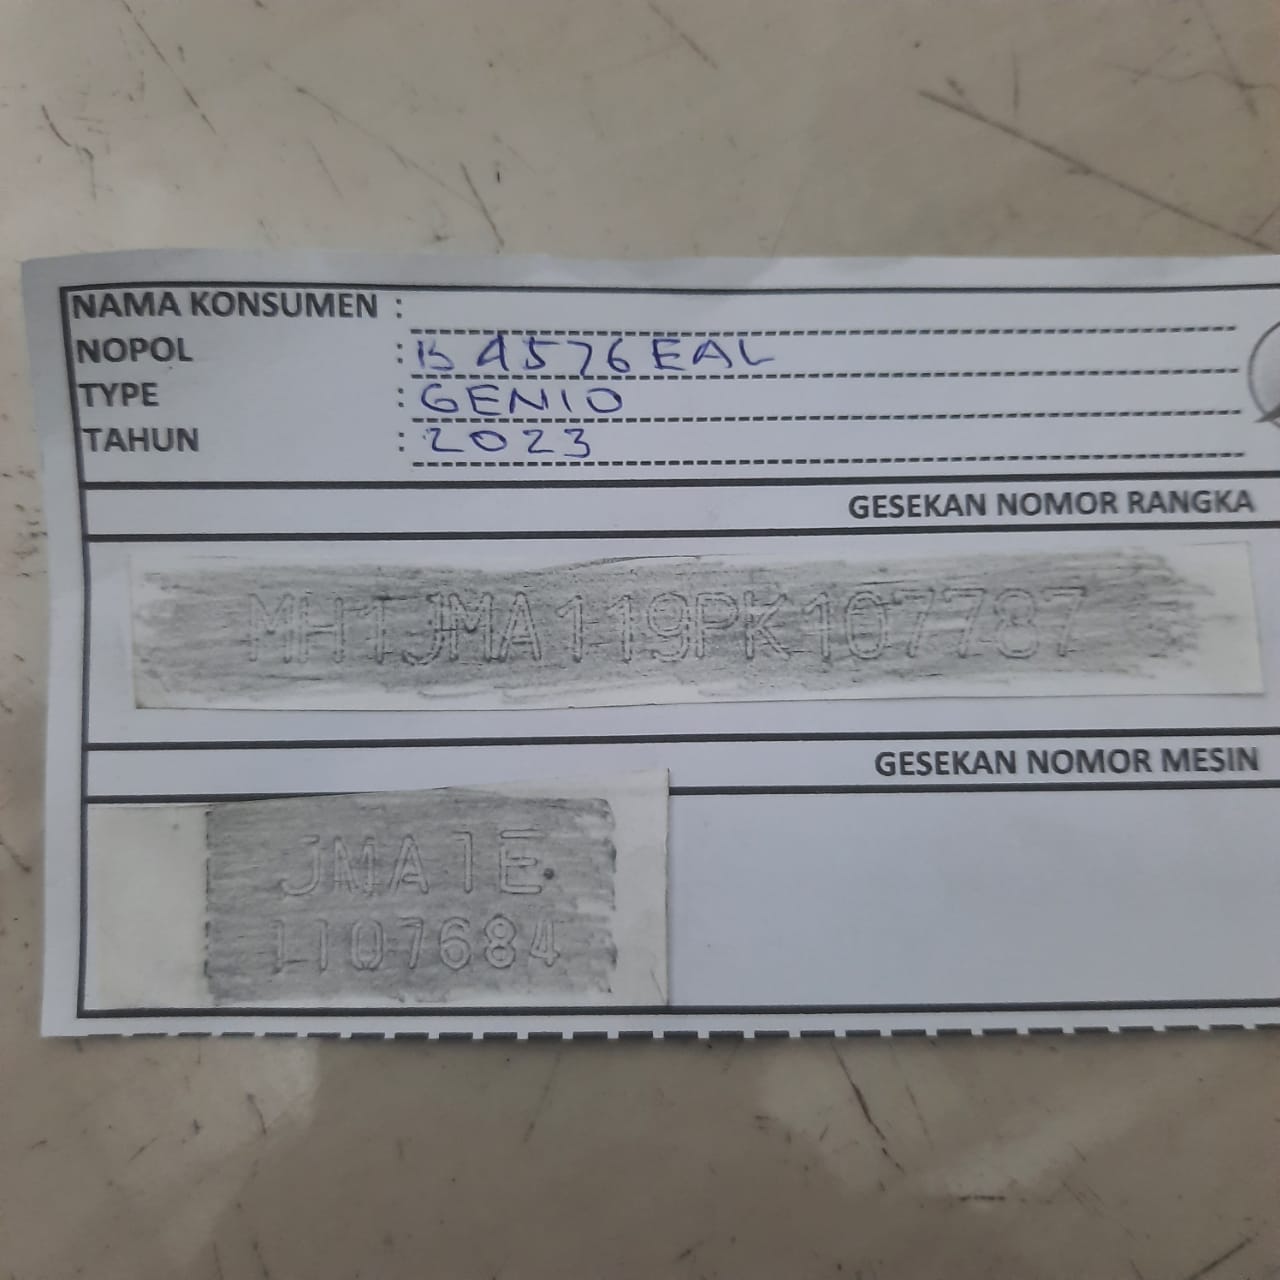 NAMA KONSUMEN :
NOPOL : B 4576 EAL
TYPE : GENIO
TAHUN : 2023
GESEKAN NOMOR RANGKA
MH1JMA119PK107787
GESEKAN NOMOR MESIN
JMA1E
1107684